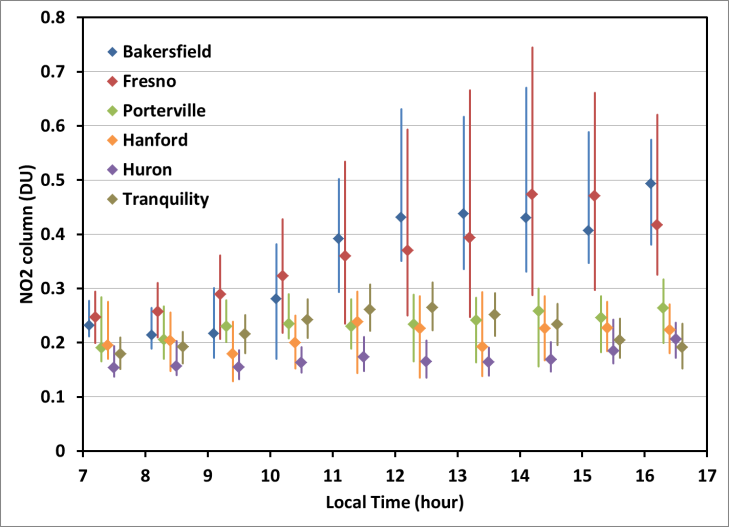 0.8
0.7
0.6
0.5
0.4
0.3
0.2
0.1
0
NO2 column (DU)
Bakersfield
Fresno
Porterville
Hanford
Huron
Tranquility
7 8 9 10 11 12 13 14 15 16 17
Local Time (hour)